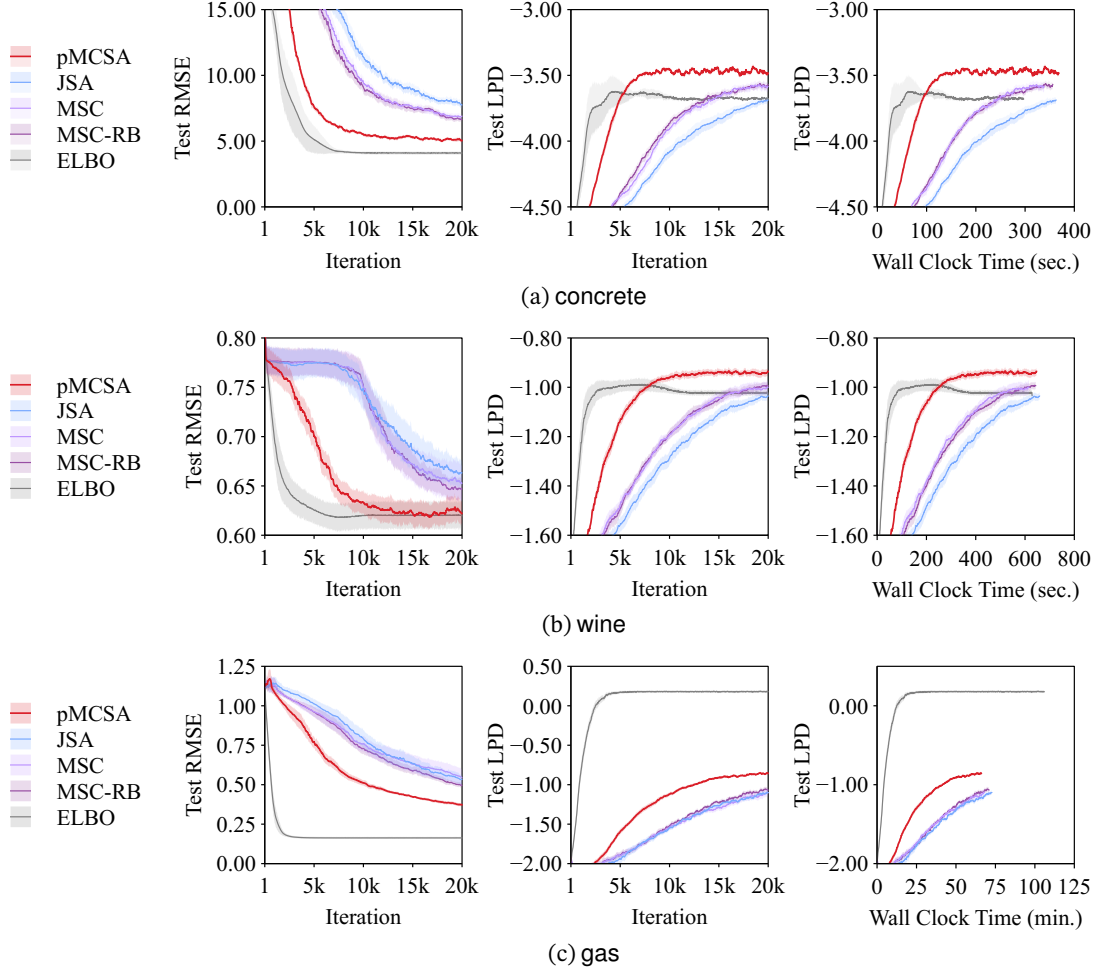 pMCSA
JSA
MSC
MSC-RB
ELBO
Test RMSE
15.00
10.00
5.00
0.00
1 5k 10k 15k 20k
Iteration
Test LPD
−3.00
−3.50
−4.00
−4.50
1 5k 10k 15k 20k
Iteration
Test LPD
−3.00
−3.50
−4.00
−4.50
0 100 200 300 400
Wall Clock Time (sec.)
(a) concrete
pMCSA
JSA
MSC
MSC-RB
ELBO
Test RMSE
0.80
0.75
0.70
0.65
0.60
1 5k 10k 15k 20k
Iteration
Test LPD
−0.80
−1.00
−1.20
−1.40
−1.60
1 5k 10k 15k 20k
Iteration
Test LPD
−0.80
−1.00
−1.20
−1.40
−1.60
0 200 400 600 800
Wall Clock Time (sec.)
(b) wine
pMCSA
JSA
MSC
MSC-RB
ELBO
Test RMSE
1.25
1.00
0.75
0.50
0.25
0.00
1 5k 10k 15k 20k
Iteration
Test LPD
0.50
0.00
−0.50
−1.00
−1.50
−2.00
1 5k 10k 15k 20k
Iteration
Test LPD
0.50
0.00
−0.50
−1.00
−1.50
−2.00
0 25 50 75 100 125
Wall Clock Time (min.)
(c) gas